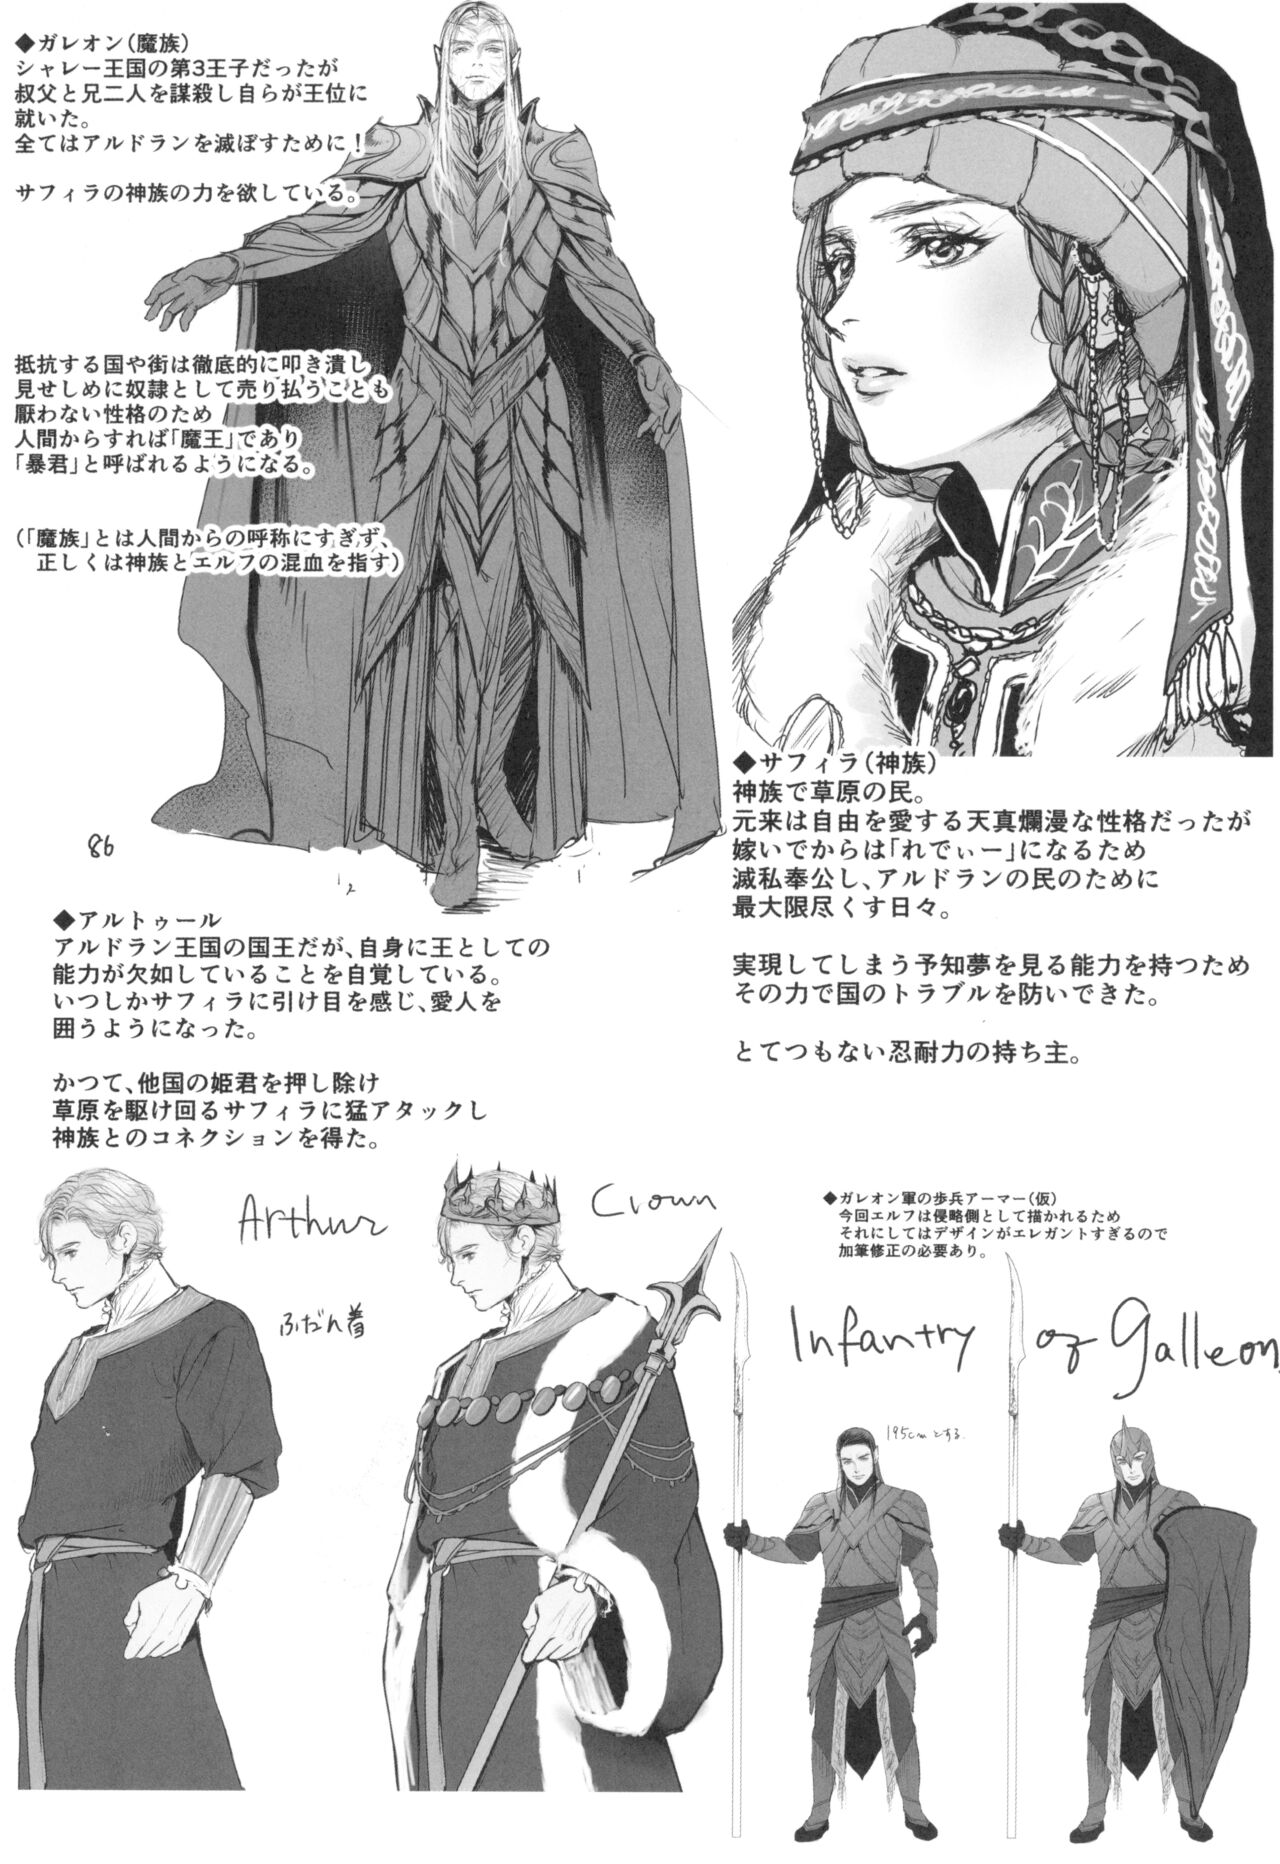 ◆ガレオン（魔族）
シャレー王国の第3王子だったが
叔父と兄二人を謀殺し自らが王位に
就いた。
全てはアルドランを滅ぼすために！
サフィラの神族の力を欲している。
抵抗する国や街は徹底的に叩き潰し
見せしめに奴隷として売り払うことも
厭わない性格のため
人間からすれば「魔王」であり
「暴君」と呼ばれるようになる。
（「魔族」とは人間からの呼称にすぎず、
正しくは神族とエルフの混血を指す）
86
◆サフィラ（神族）
神族で草原の民。
元来は自由を愛する天真爛漫な性格だったが
嫁いでからは「れでぃー」になるため
滅私奉公し、アルドランの民のために
最大限尽くす日々。
実現してしまう予知夢を見る能力を持つため
その力で国のトラブルを防いできた。
とてつもない忍耐力の持ち主。
◆アルトゥール
アルドラン王国の国王だが、自身に王としての
能力が欠如していることを自覚している。
いつしかサフィラに引け目を感じ、愛人を
囲うようになった。
かつて、他国の姫君を押し除け
草原を駆け回るサフィラに猛アタックし
神族とのコネクションを得た。
Arthur
ふだん着
Crown
◆ガレオン軍の歩兵アーマー（仮）
今回エルフは侵略側として描かれるため
それにしてはデザインがエレガントすぎるので
加筆修正の必要あり。
Infantry of Galleon
195cmとする.